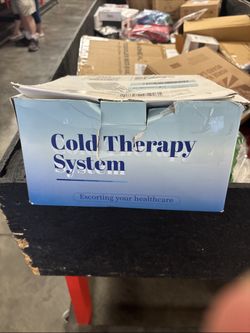 Cold Therapy
System
Escorting your healthcare